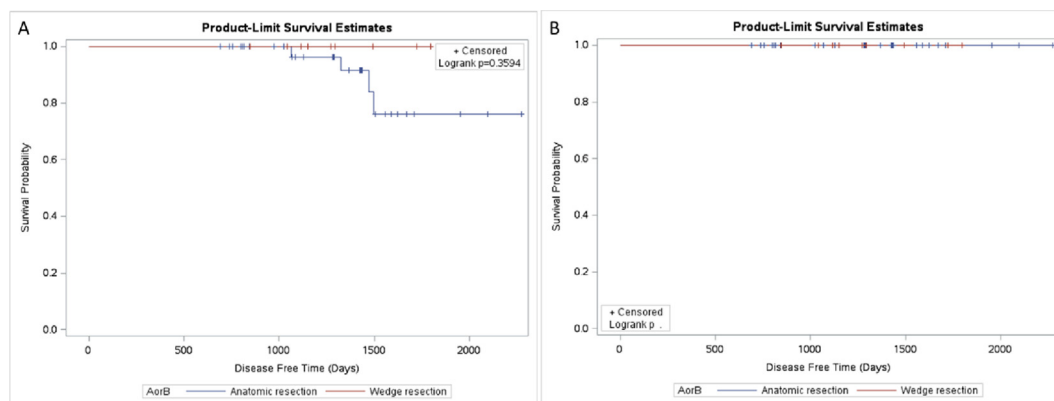 A
Product-Limit Survival Estimates
1.0
0.8
0.6
0.4
0.2
0.0
Survival Probability
+ Censored
Logrank p=0.3594
0 500 1000 1500 2000
Disease Free Time (Days)
AorB Anatomic resection Wedge resection
B
Product-Limit Survival Estimates
1.0
0.8
0.6
0.4
0.2
0.0
Survival Probability
+ Censored
Logrank p .
0 500 1000 1500 2000
Disease Free Time (Days)
AorB Anatomic resection Wedge resection